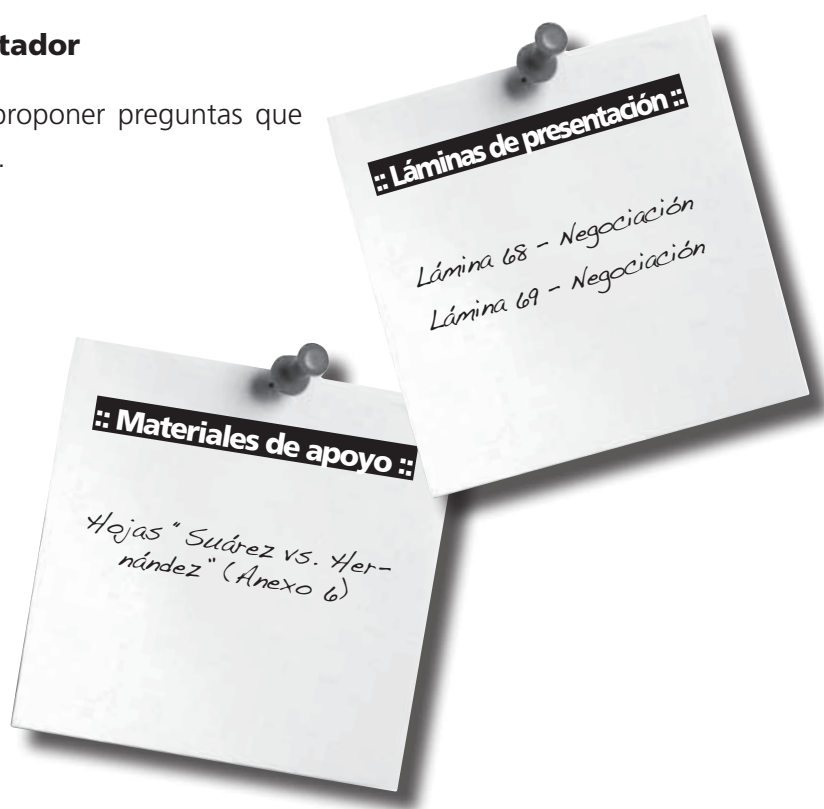 tador
proponer preguntas que
.
:: Láminas de presentación ::
Lámina 68 - Negociación
Lámina 69 - Negociación
:: Materiales de apoyo ::
Hojas "Suárez vs. Her-
nández" (Anexo 6)